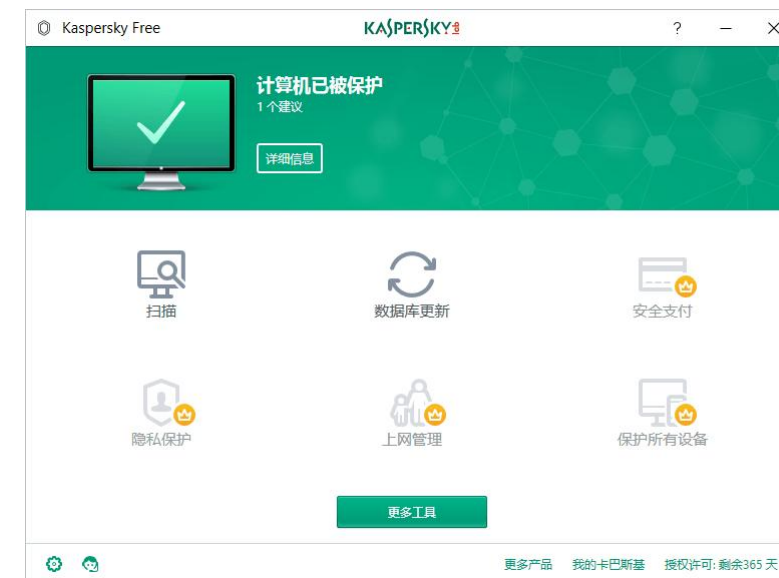 Kaspersky Free
KASPERSKY
?
计算机已被保护
1 个建议
详细信息
扫描
数据库更新
安全支付
隐私保护
上网管理
保护所有设备
更多工具
更多产品 我的卡巴斯基 授权许可: 剩余365 天